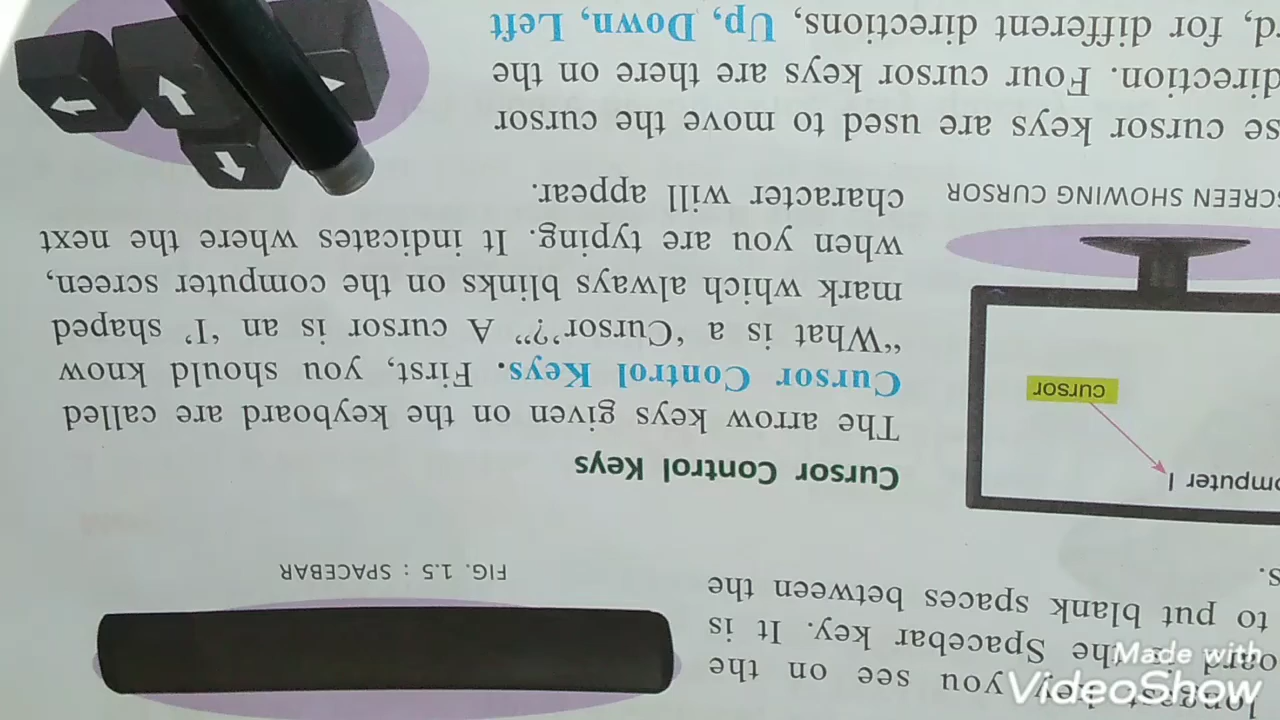 longest key you see on the
oard is the Spacebar key. It is
to put blank spaces between the
s.
FIG. 1.5 : SPACEBAR
Cursor Control Keys
The arrow keys given on the keyboard are called
Cursor Control Keys. First, you should know
“What is a ‘Cursor’?” A cursor is an ‘I’ shaped
mark which always blinks on the computer screen,
when you are typing. It indicates where the next
character will appear.
omputer I
cursor
SCREEN SHOWING CURSOR
se cursor keys are used to move the cursor
direction. Four cursor keys are there on the
d, for different directions, Up, Down, Left
Made with
VideoShow